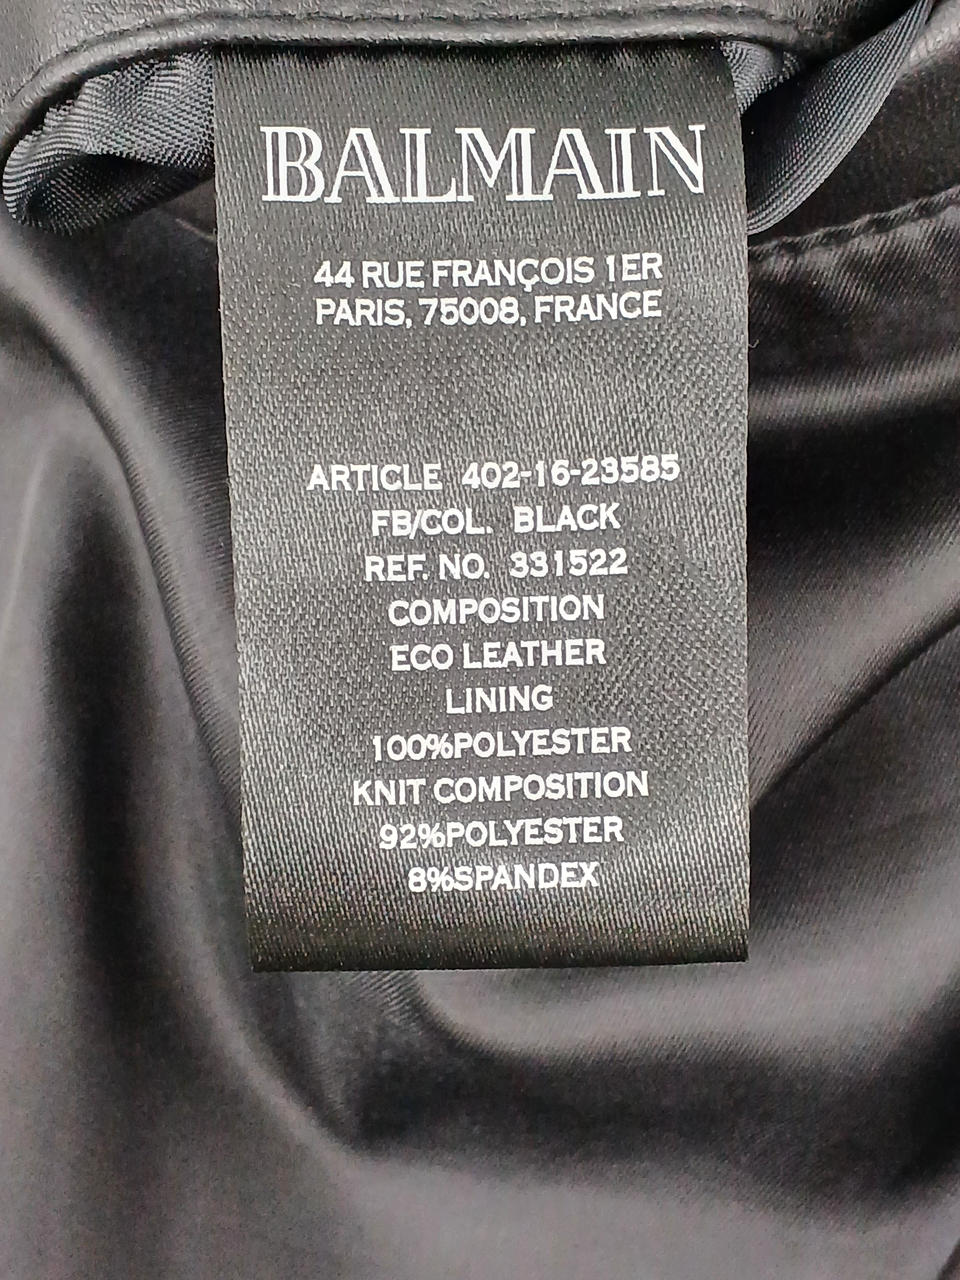 BALMAIN
44 RUE FRANÇOIS 1ER
PARIS, 75008, FRANCE
ARTICLE 402-16-23585
FB/COL. BLACK
REF. NO. 331522
COMPOSITION
ECO LEATHER
LINING
100%POLYESTER
KNIT COMPOSITION
92%POLYESTER
8%SPANDEX